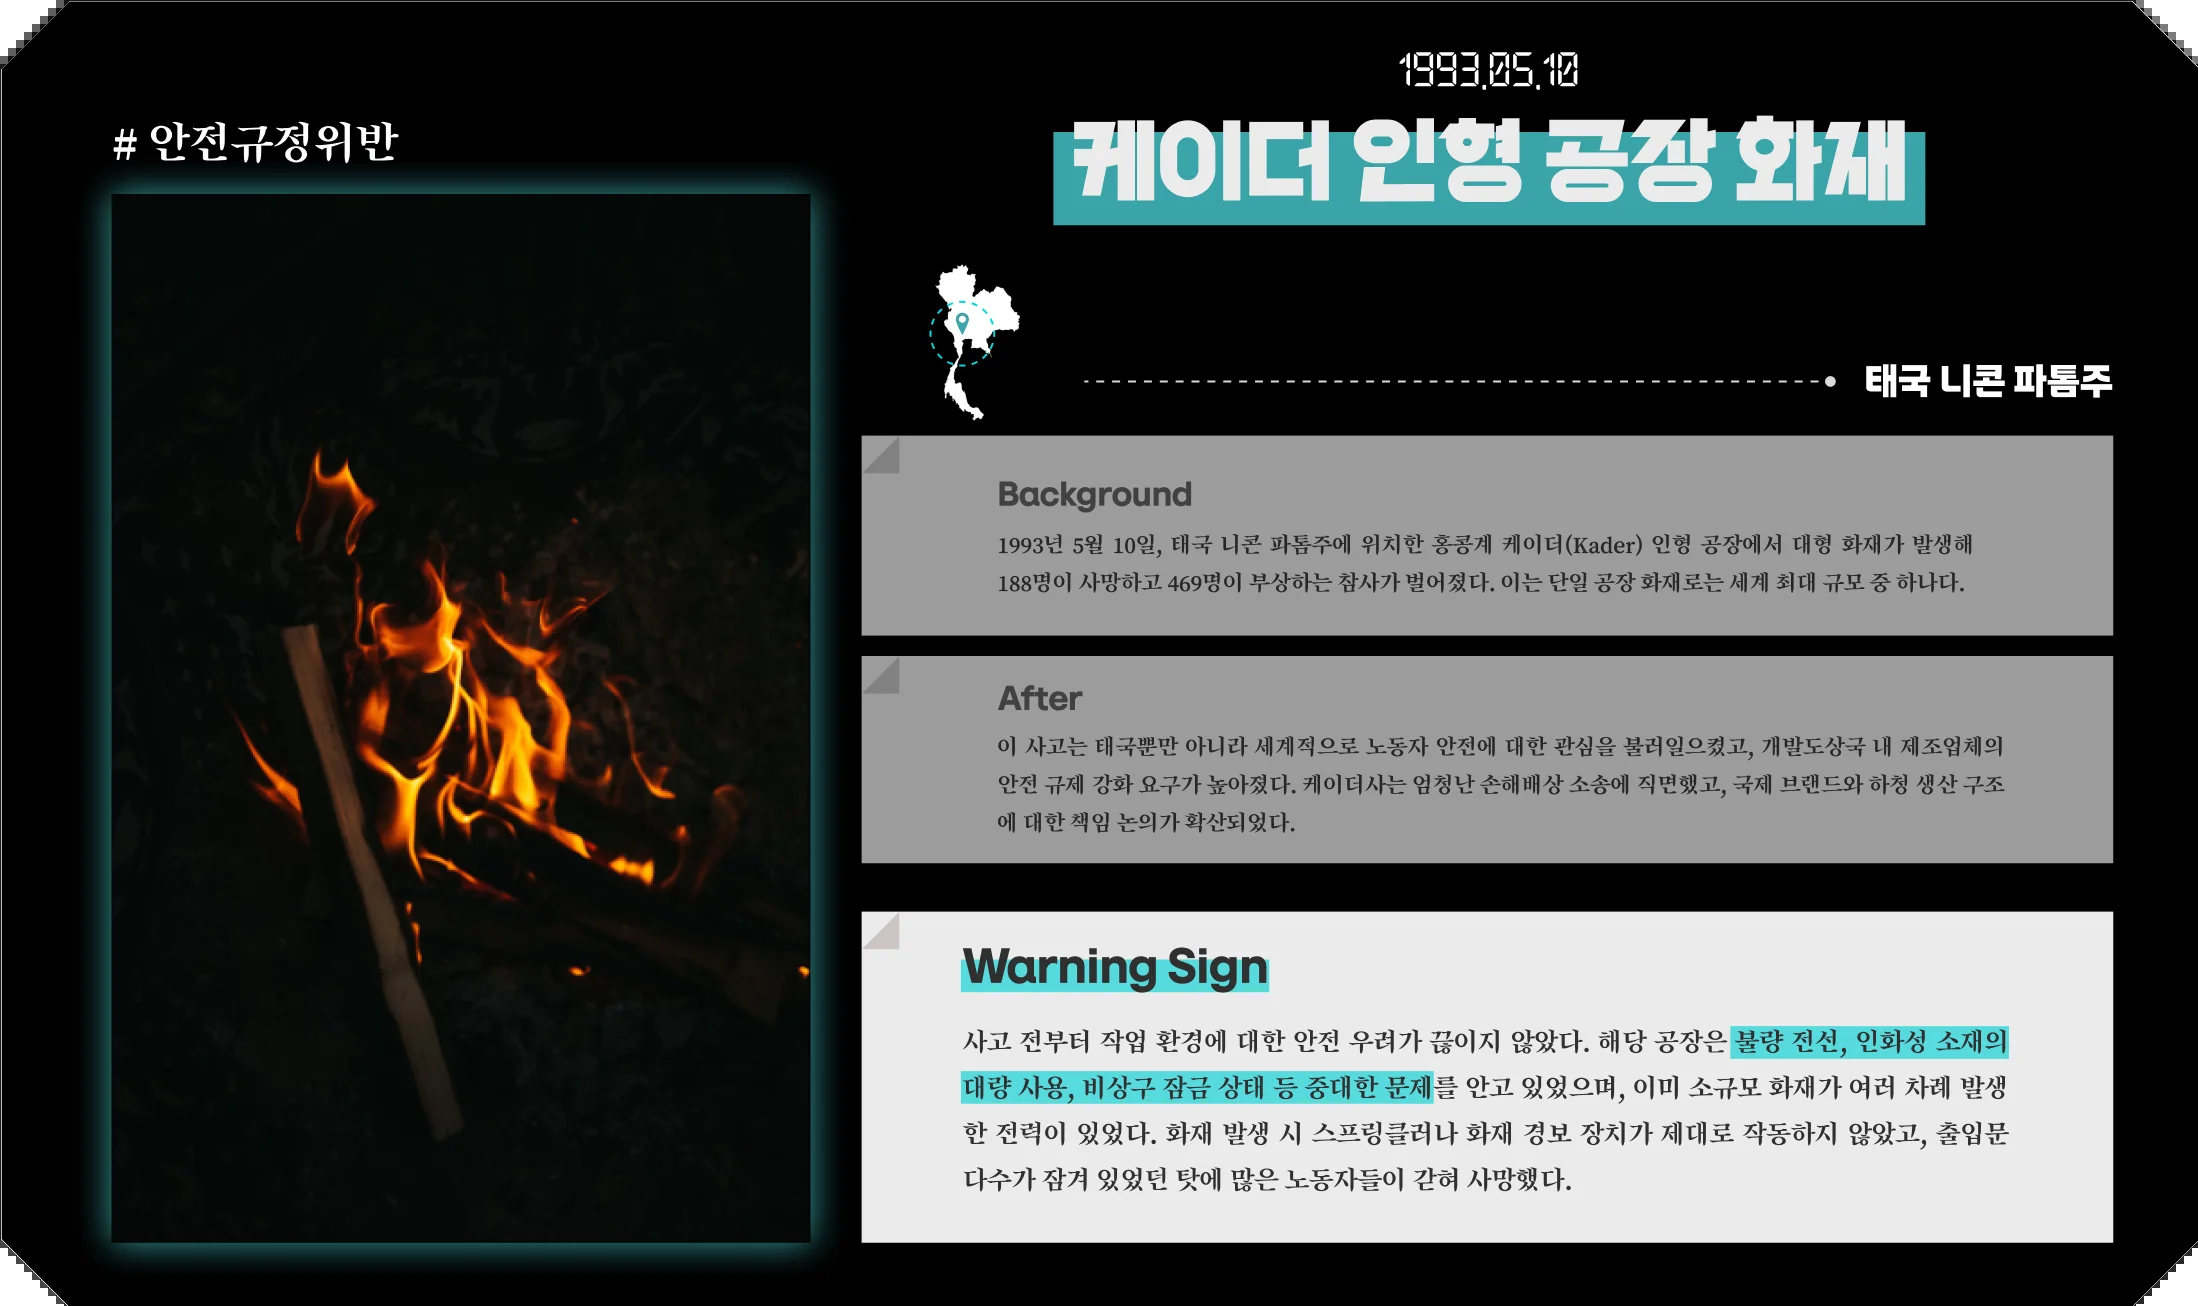 # 안전규정위반
1993.05.10
케이더 인형 공장 화재
태국 니콘 파톰주
Background
1993년 5월 10일, 태국 니콘 파톰주에 위치한 홍콩계 케이더(Kader) 인형 공장에서 대형 화재가 발생해
188명이 사망하고 469명이 부상하는 참사가 벌어졌다. 이는 단일 공장 화재로는 세계 최대 규모 중 하나다.
After
이 사고는 태국뿐만 아니라 세계적으로 노동자 안전에 대한 관심을 불러일으켰고, 개발도상국 내 제조업체의
안전 규제 강화 요구가 높아졌다. 케이더사는 엄청난 손해배상 소송에 직면했고, 국제 브랜드와 하청 생산 구조
에 대한 책임 논의가 확산되었다.
Warning Sign
사고 전부터 작업 환경에 대한 안전 우려가 끊이지 않았다. 해당 공장은 불량 전선, 인화성 소재의
대량 사용, 비상구 잠금 상태 등 중대한 문제를 안고 있었으며, 이미 소규모 화재가 여러 차례 발생
한 전력이 있었다. 화재 발생 시 스프링클러나 화재 경보 장치가 제대로 작동하지 않았고, 출입문
다수가 잠겨 있었던 탓에 많은 노동자들이 갇혀 사망했다.